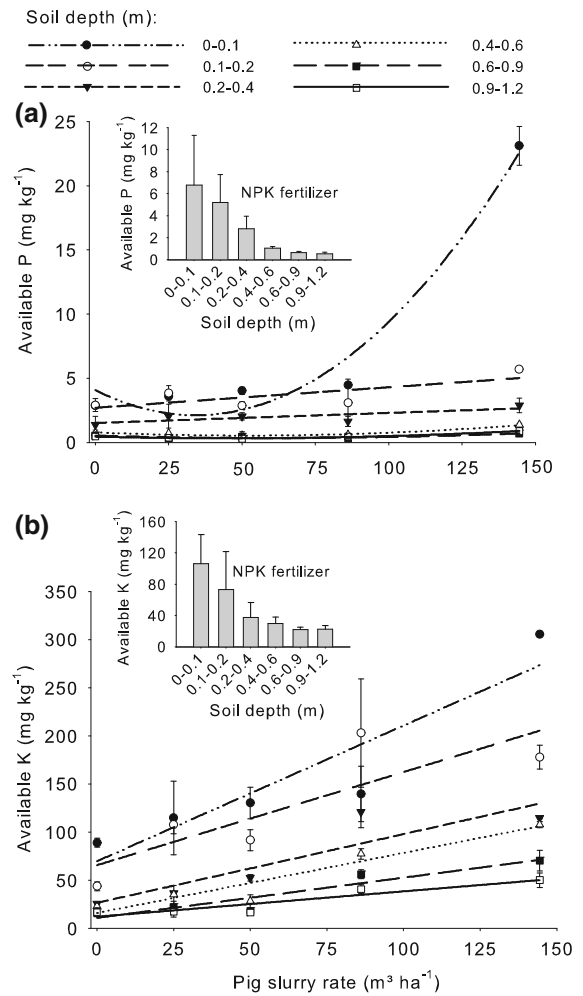 Soil depth (m):
0–0.1 0.4–0.6
0.1–0.2 0.6–0.9
0.2–0.4 0.9–1.2
(a)
Available P (mg kg⁻¹)
25
20
15
10
5
0
0 25 50 75 100 125 150
Available P (mg kg⁻¹)
12
10
8
6
4
2
0
NPK fertilizer
0–0.1 0.1–0.2 0.2–0.4 0.4–0.6 0.6–0.9 0.9–1.2
Soil depth (m)
(b)
Available K (mg kg⁻¹)
350
300
250
200
150
100
50
0
Available K (mg kg⁻¹)
160
120
80
40
0
NPK fertilizer
0–0.1 0.1–0.2 0.2–0.4 0.4–0.6 0.6–0.9 0.9–1.2
Soil depth (m)
0 25 50 75 100 125 150
Pig slurry rate (m³ ha⁻¹)